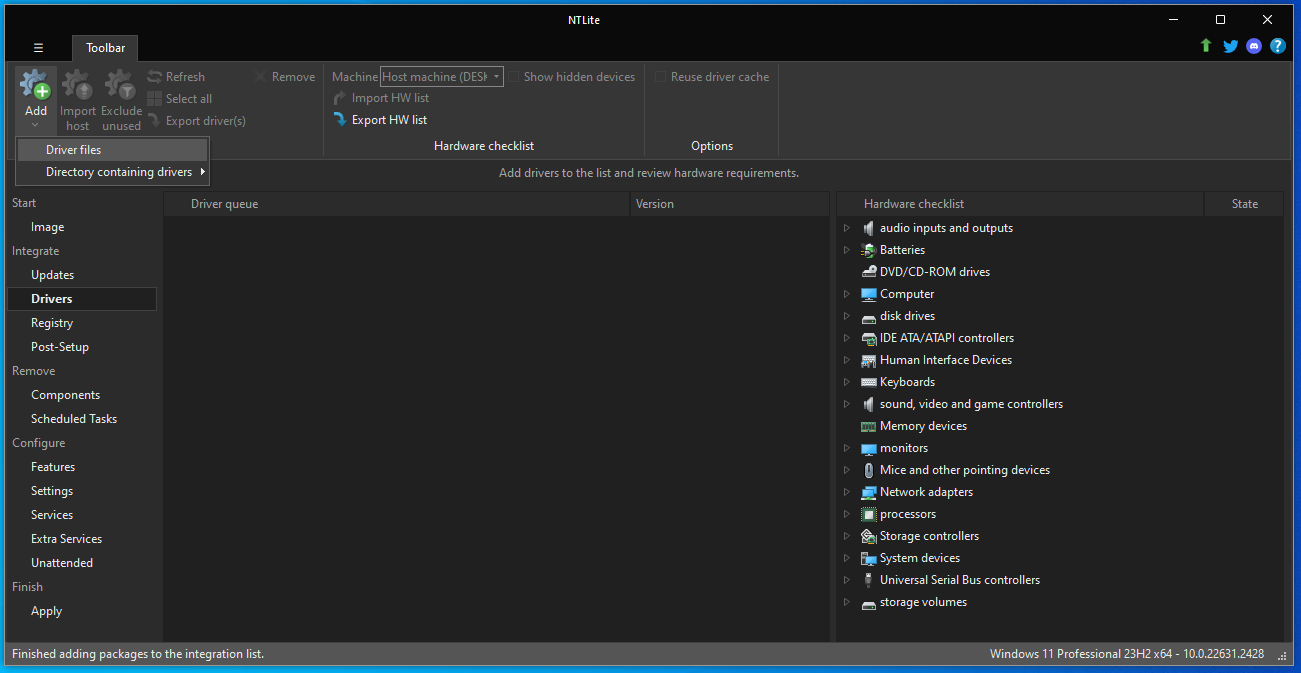 NTLite
Toolbar
Add
Import host
Exclude unused
Refresh
Select all
Export driver(s)
Remove
Machine Host machine (DESK
Import HW list
Export HW list
Hardware checklist
Show hidden devices
Reuse driver cache
Options
Driver files
Directory containing drivers
Add drivers to the list and review hardware requirements.
Start
Image
Integrate
Updates
Drivers
Registry
Post-Setup
Remove
Components
Scheduled Tasks
Configure
Features
Settings
Services
Extra Services
Unattended
Finish
Apply
Driver queue
Version
Hardware checklist
State
audio inputs and outputs
Batteries
DVD/CD-ROM drives
Computer
disk drives
IDE ATA/ATAPI controllers
Human Interface Devices
Keyboards
sound, video and game controllers
Memory devices
monitors
Mice and other pointing devices
Network adapters
processors
Storage controllers
System devices
Universal Serial Bus controllers
storage volumes
Finished adding packages to the integration list.
Windows 11 Professional 23H2 x64 - 10.0.22631.2428